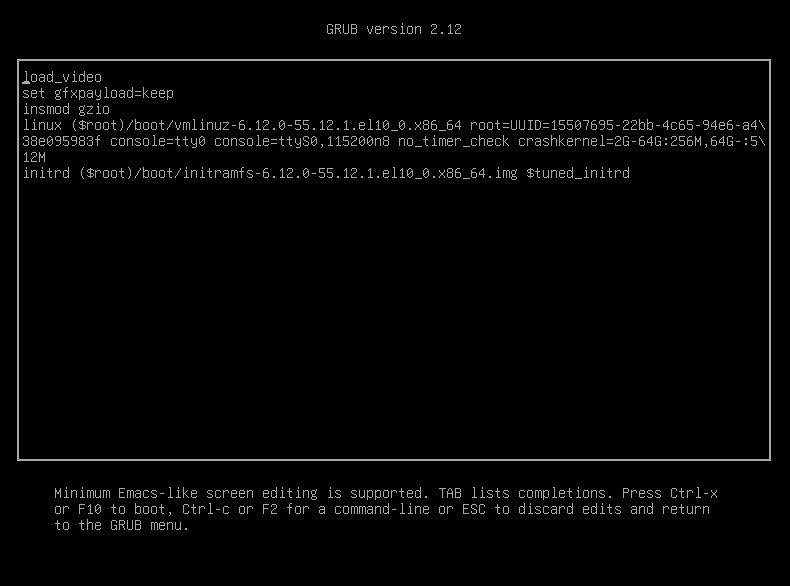 GRUB version 2.12
load_video
set gfxpayload=keep
insmod gzio
linux ($root)/boot/vmlinuz-6.12.0-55.12.1.el10_0.x86_64 root=UUID=15507695-22bb-4c65-94e6-a4\
38e095983f console=tty0 console=ttyS0,115200n8 no_timer_check crashkernel=2G-64G:256M,64G-:5\
12M
initrd ($root)/boot/initramfs-6.12.0-55.12.1.el10_0.x86_64.img $tuned_initrd
Minimum Emacs-like screen editing is supported. TAB lists completions. Press Ctrl-x
or F10 to boot, Ctrl-c or F2 for a command-line or ESC to discard edits and return
to the GRUB menu.